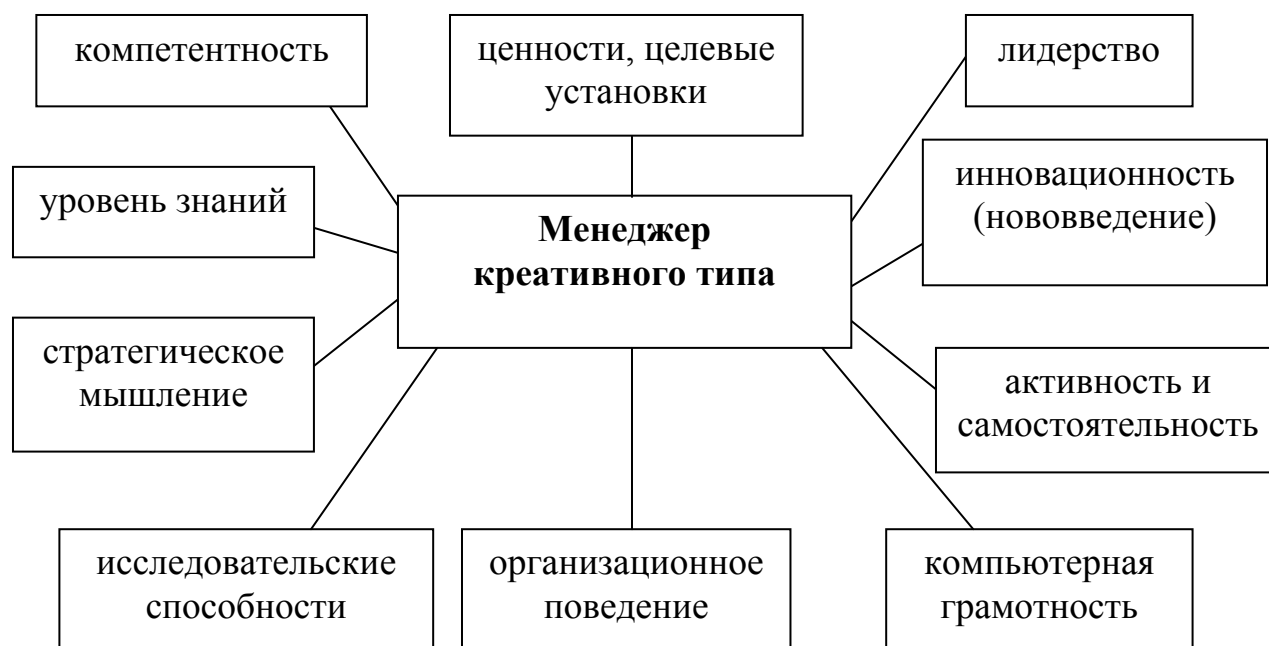 компетентность
ценности, целевые
установки
лидерство
уровень знаний
Менеджер
креативного типа
инновационность
(нововведение)
стратегическое
мышление
активность и
самостоятельность
исследовательские
способности
организационное
поведение
компьютерная
грамотность